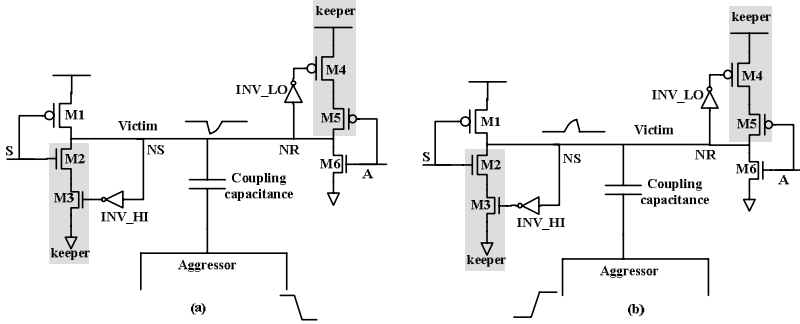 keeper
M4
INV_LO
M1
M5
Victim
S
M2
NS
NR
M6
A
M3
INV_HI
Coupling
capacitance
keeper
Aggressor
(a)
keeper
M4
INV_LO
M1
M5
Victim
S
M2
NS
NR
M6
A
M3
INV_HI
Coupling
capacitance
keeper
Aggressor
(b)